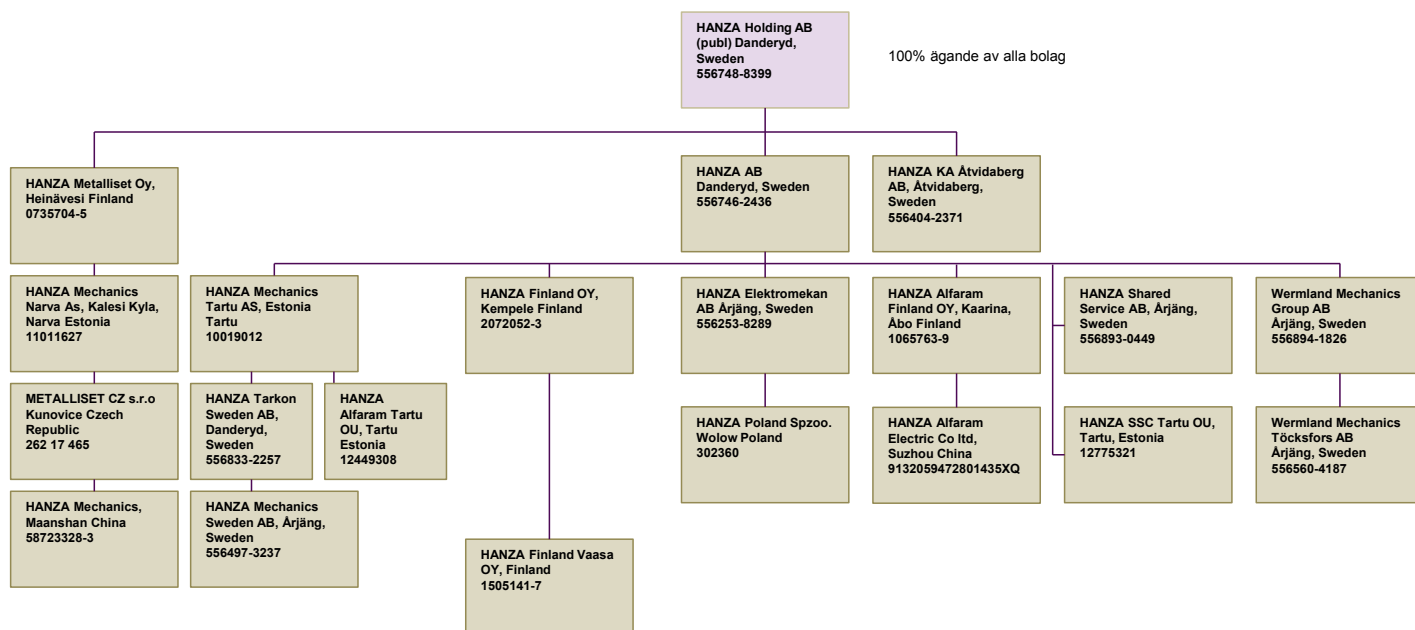 HANZA Holding AB
(publ) Danderyd,
Sweden
556748-8399
100% ägande av alla bolag
HANZA Metalliset Oy,
Heinävesi Finland
0735704-5
HANZA AB
Danderyd, Sweden
556746-2436
HANZA KA Åtvidaberg
AB, Åtvidaberg,
Sweden
556404-2371
HANZA Mechanics
Narva As, Kalesi Kyla,
Narva Estonia
11011627
HANZA Mechanics
Tartu AS, Estonia
Tartu
10019012
HANZA Finland OY,
Kempele Finland
2072052-3
HANZA Elektromekan
AB Årjäng, Sweden
556253-8289
HANZA Alfaram
Finland OY, Kaarina,
Åbo Finland
1065763-9
HANZA Shared
Service AB, Årjäng,
Sweden
556893-0449
Wermland Mechanics
Group AB
Årjäng, Sweden
556894-1826
METALLISET CZ s.r.o
Kunovice Czech
Republic
262 17 465
HANZA Tarkon
Sweden AB,
Danderyd,
Sweden
556833-2257
HANZA
Alfaram Tartu
OU, Tartu
Estonia
12449308
HANZA Poland Spzoo.
Wolow Poland
302360
HANZA Alfaram
Electric Co ltd,
Suzhou China
9132059472801435XQ
HANZA SSC Tartu OU,
Tartu, Estonia
12775321
Wermland Mechanics
Töcksfors AB
Årjäng, Sweden
556560-4187
HANZA Mechanics,
Maanshan China
58723328-3
HANZA Mechanics
Sweden AB, Årjäng,
Sweden
556497-3237
HANZA Finland Vaasa
OY, Finland
1505141-7